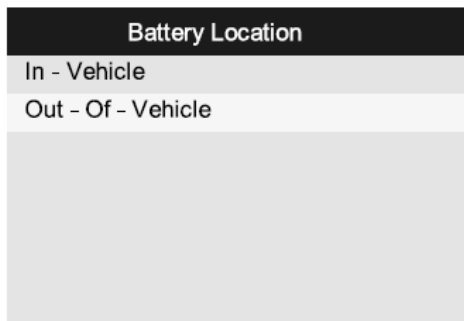 Battery Location
In - Vehicle
Out - Of - Vehicle